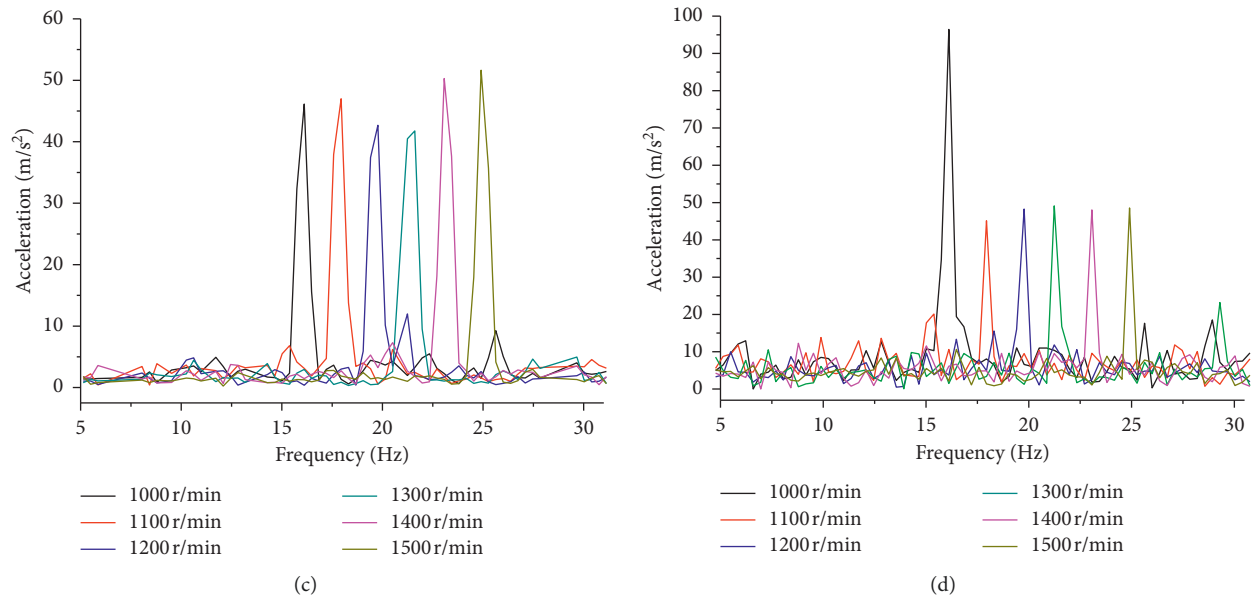 60
50
40
30
20
10
0
Acceleration (m/s²)
5 10 15 20 25 30
Frequency (Hz)
1000 r/min 1300 r/min
1100 r/min 1400 r/min
1200 r/min 1500 r/min
(c)
100
90
80
70
60
50
40
30
20
10
0
Acceleration (m/s²)
5 10 15 20 25 30
Frequency (Hz)
1000 r/min 1300 r/min
1100 r/min 1400 r/min
1200 r/min 1500 r/min
(d)